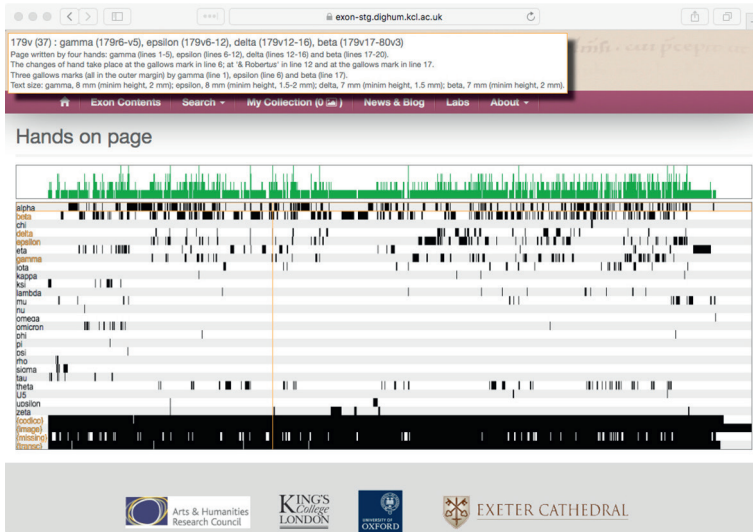 exon-stg.dighum.kcl.ac.uk
179v (37) : gamma (179r6-v5), epsilon (179v6-12), delta (179v12-16), beta (179v17-80v3)
Page written by four hands: gamma (lines 1-5), epsilon (lines 6-12), delta (lines 12-16) and beta (lines 17-20).
The changes of hand take place at the gallows mark in line 6; at '& Robertus' in line 12 and at the gallows mark in line 17.
Three gallows marks (all in the outer margin) by gamma (line 1), epsilon (line 6) and beta (line 17).
Text size: gamma, 8 mm (minim height, 2 mm); epsilon, 8 mm (minim height, 1.5-2 mm); delta, 7 mm (minim height, 1.5 mm); beta, 7 mm (minim height, 2 mm).
Exon Contents Search My Collection (0) News & Blog Labs About
Hands on page
alpha
beta
chi
delta
epsilon
eta
gamma
iota
kappa
ksi
lambda
mu
nu
omega
omicron
phi
pi
psi
rho
sigma
tau
theta
U5
upsilon
zeta
(codico)
(image)
(missing)
Arts & Humanities
Research Council
KING'S
College
LONDON
UNIVERSITY OF
OXFORD
EXETER CATHEDRAL